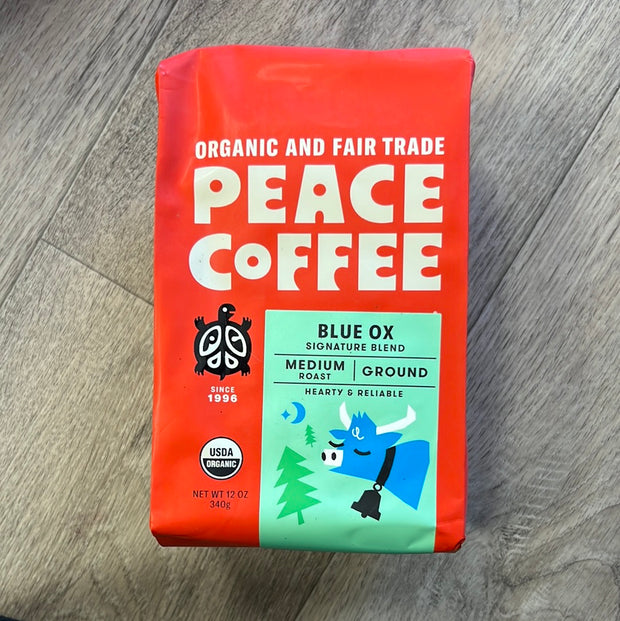 ORGANIC AND FAIR TRADE
PEACE
COFFEE
BLUE OX
SIGNATURE BLEND
MEDIUM
ROAST
GROUND
HEARTY & RELIABLE
SINCE
1996
USDA
ORGANIC
NET WT 12 OZ
340g